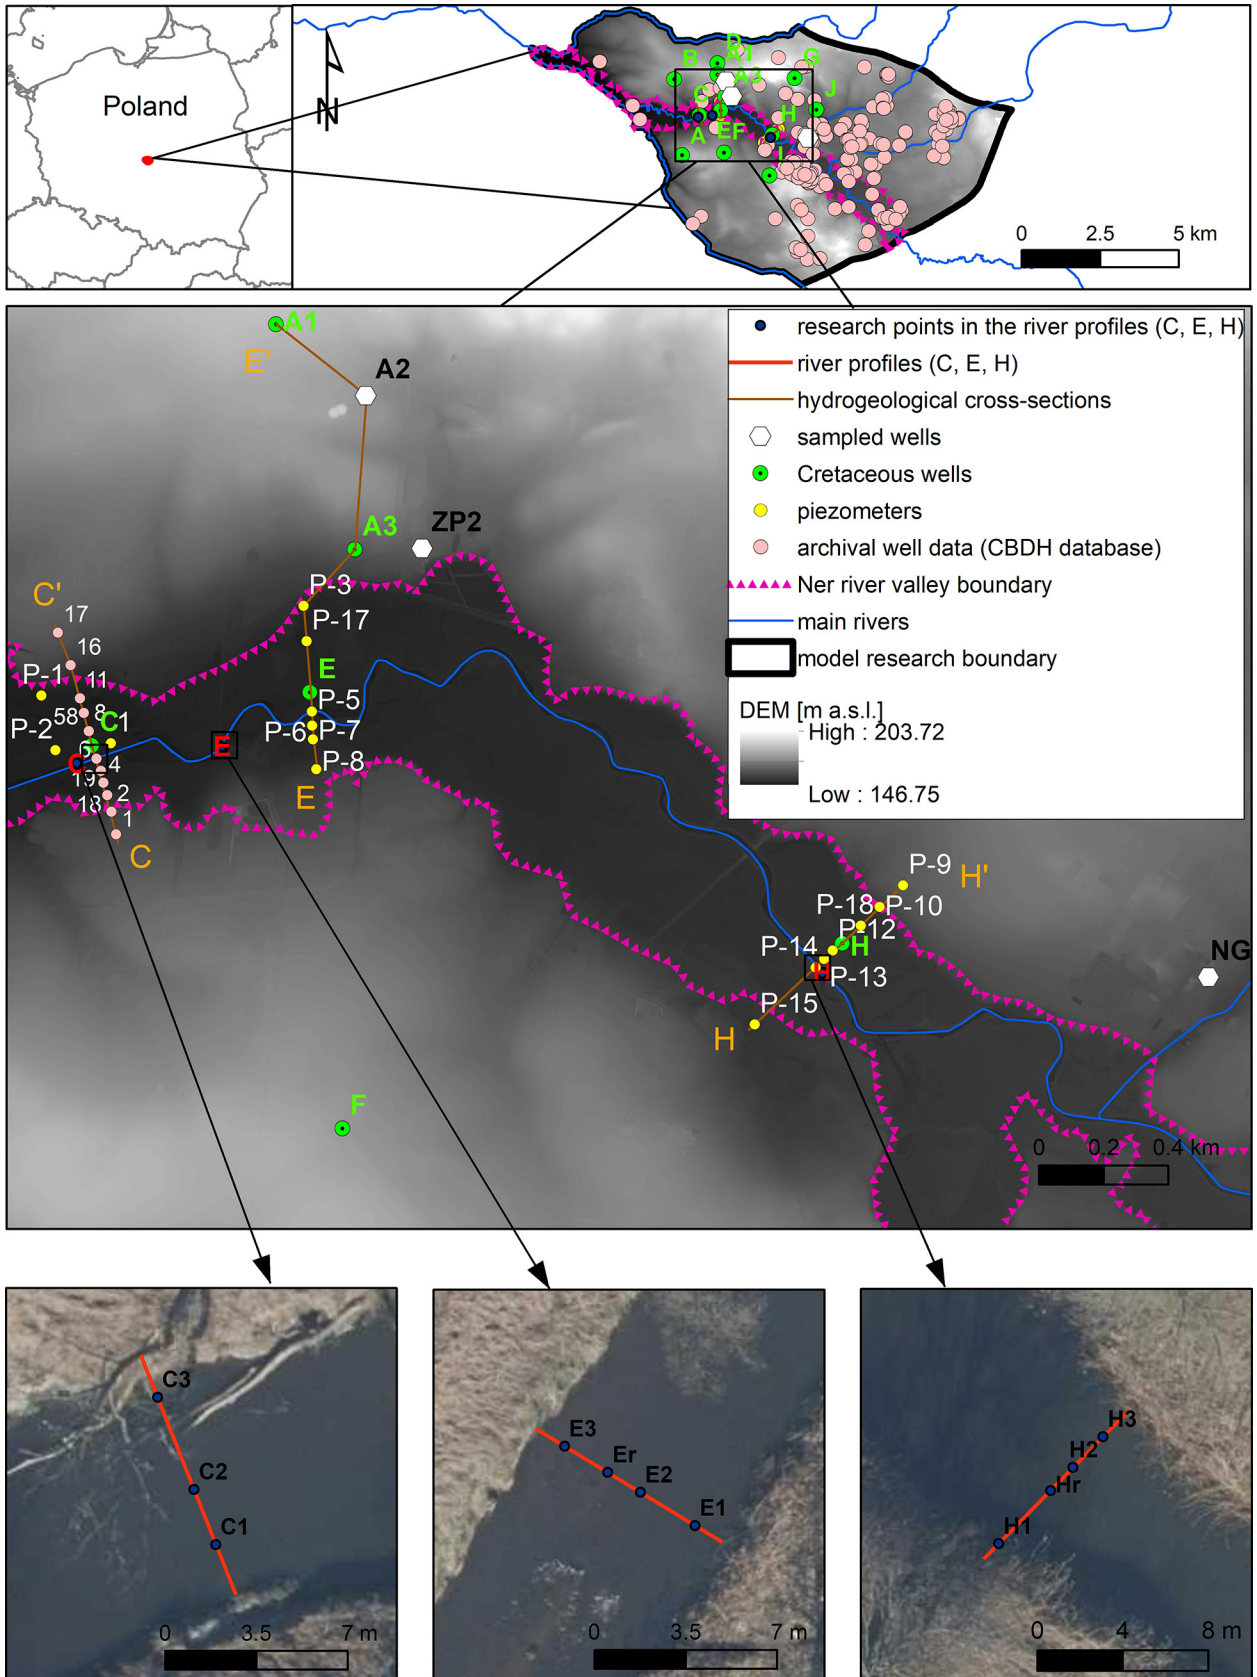 Poland
N
D
B
A1
G
A3
C
J
H
A
E F
I
0 2.5 5 km
A1
E'
A2
A3
ZP2
P-3
P-17
E
P-5
P-6 P-7
P-8
E
C'
17
16
P-1
11
58 8
P-2
C1
6
C
4
19
2
18
1
C
E
F
P-9
H'
P-18 P-10
P-12
P-14 H
H P-13
P-15
H
NG
0 0.2 0.4 km
research points in the river profiles (C, E, H)
river profiles (C, E, H)
hydrogeological cross-sections
sampled wells
Cretaceous wells
piezometers
archival well data (CBDH database)
Ner river valley boundary
main rivers
model research boundary
DEM [m a.s.l.]
High : 203.72
Low : 146.75
C3
C2
C1
0 3.5 7 m
E3
Er
E2
E1
0 3.5 7 m
H3
H2
Hr
H1
0 4 8 m